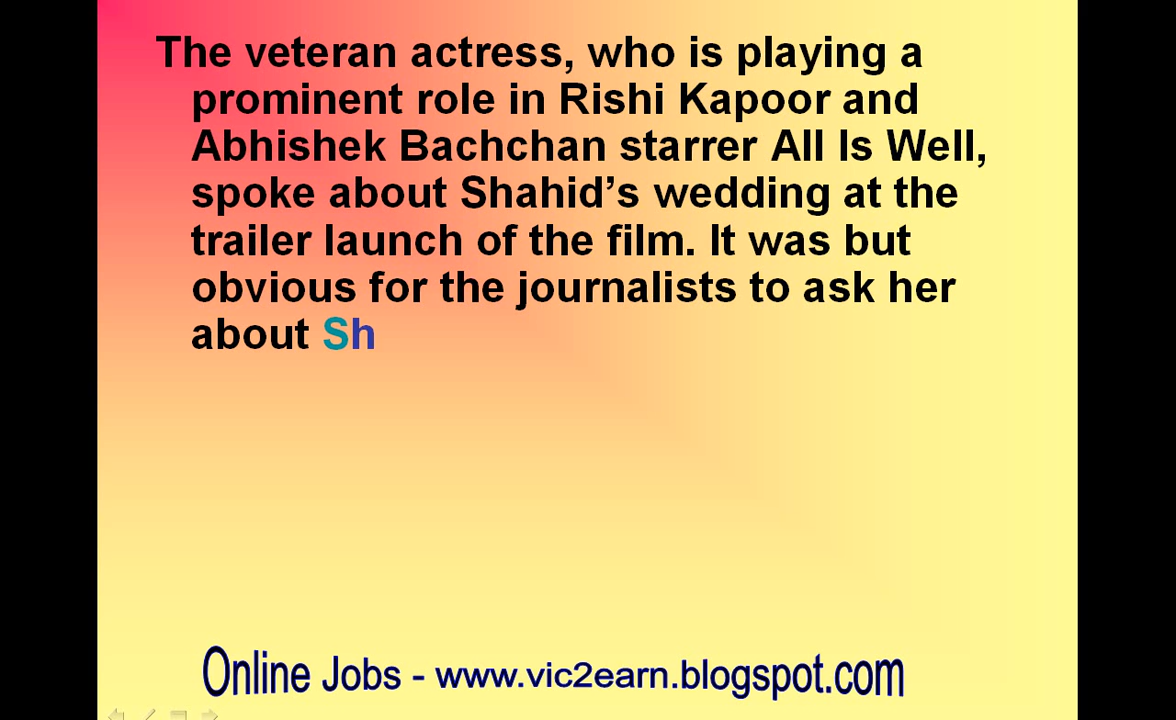 The veteran actress, who is playing a
prominent role in Rishi Kapoor and
Abhishek Bachchan starrer All Is Well,
spoke about Shahid’s wedding at the
trailer launch of the film. It was but
obvious for the journalists to ask her
about Sh
Online Jobs - www.vic2earn.blogspot.com